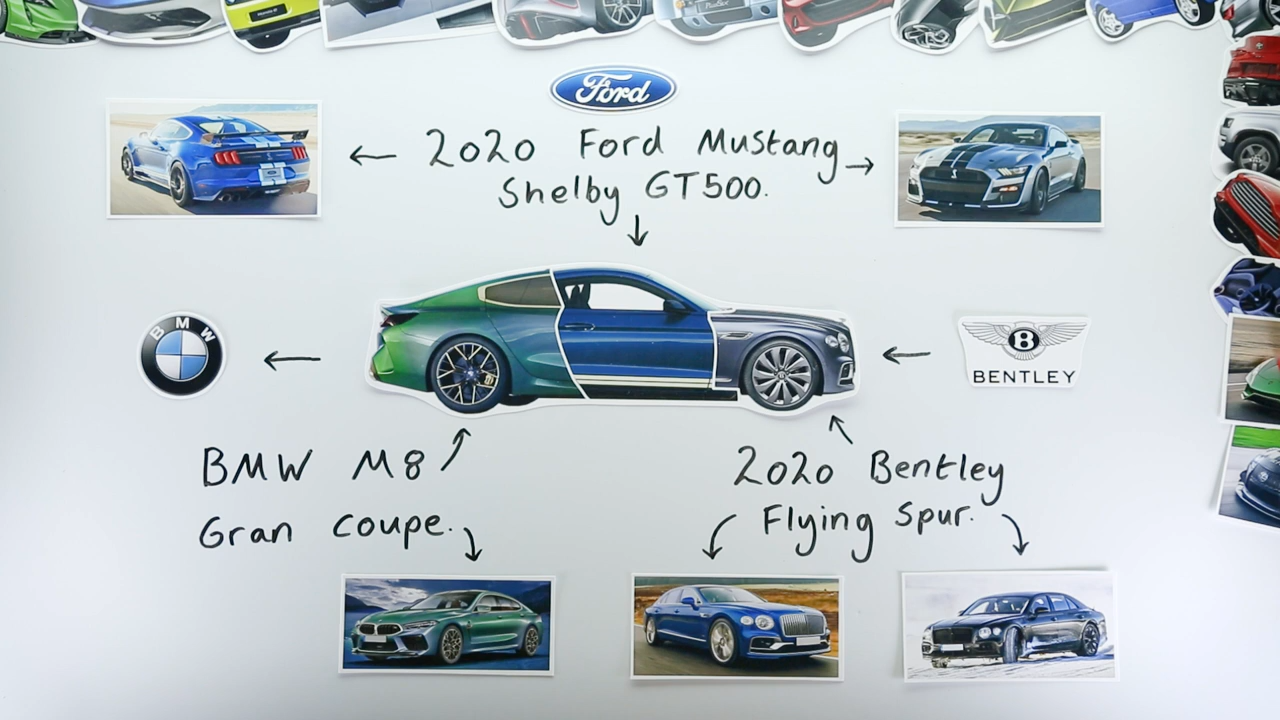 Ford
2020 Ford Mustang
Shelby GT500.
BMW
B
BENTLEY
BMW M8
Gran coupe.
2020 Bentley
Flying Spur.